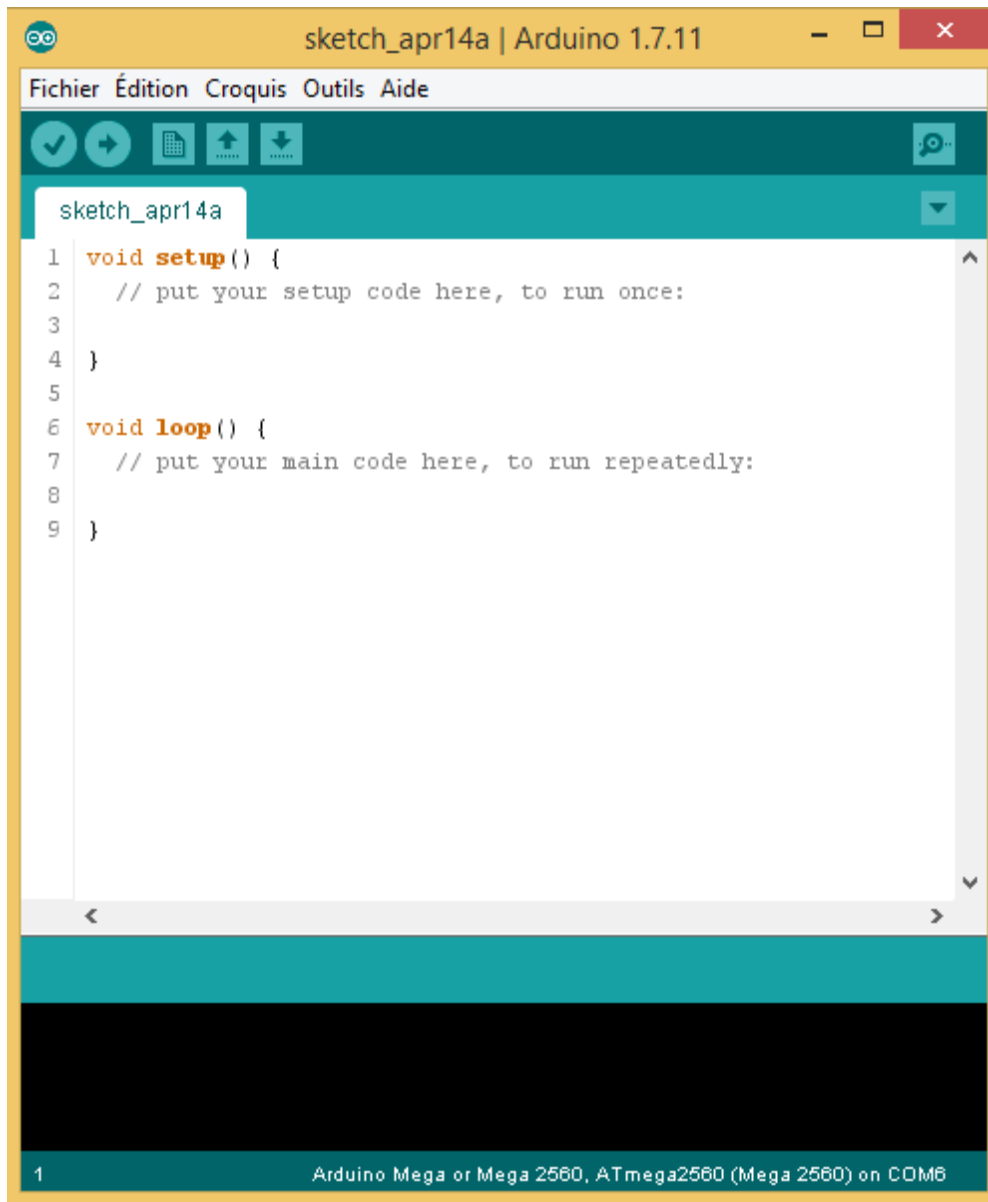 sketch_apr14a | Arduino 1.7.11
Fichier Édition Croquis Outils Aide
sketch_apr14a
1 void setup() {
2 // put your setup code here, to run once:
3
4 }
5
6 void loop() {
7 // put your main code here, to run repeatedly:
8
9 }
1 Arduino Mega or Mega 2560, ATmega2560 (Mega 2560) on COM6